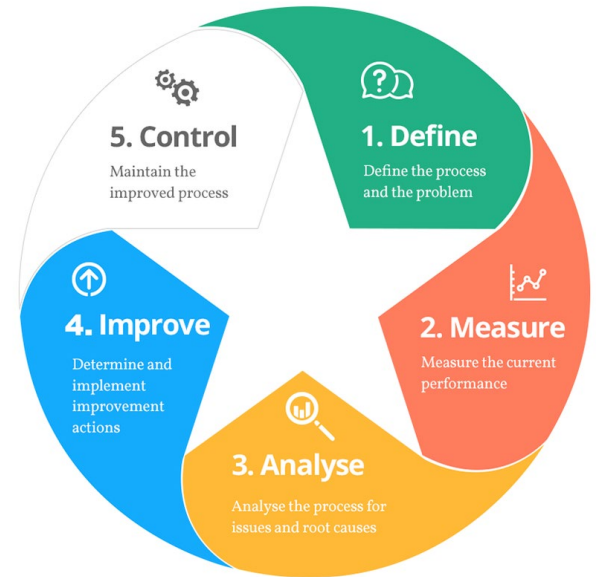 1. Define
Define the process
and the problem
2. Measure
Measure the current
performance
3. Analyse
Analyse the process for
issues and root causes
4. Improve
Determine and
implement
improvement
actions
5. Control
Maintain the
improved process